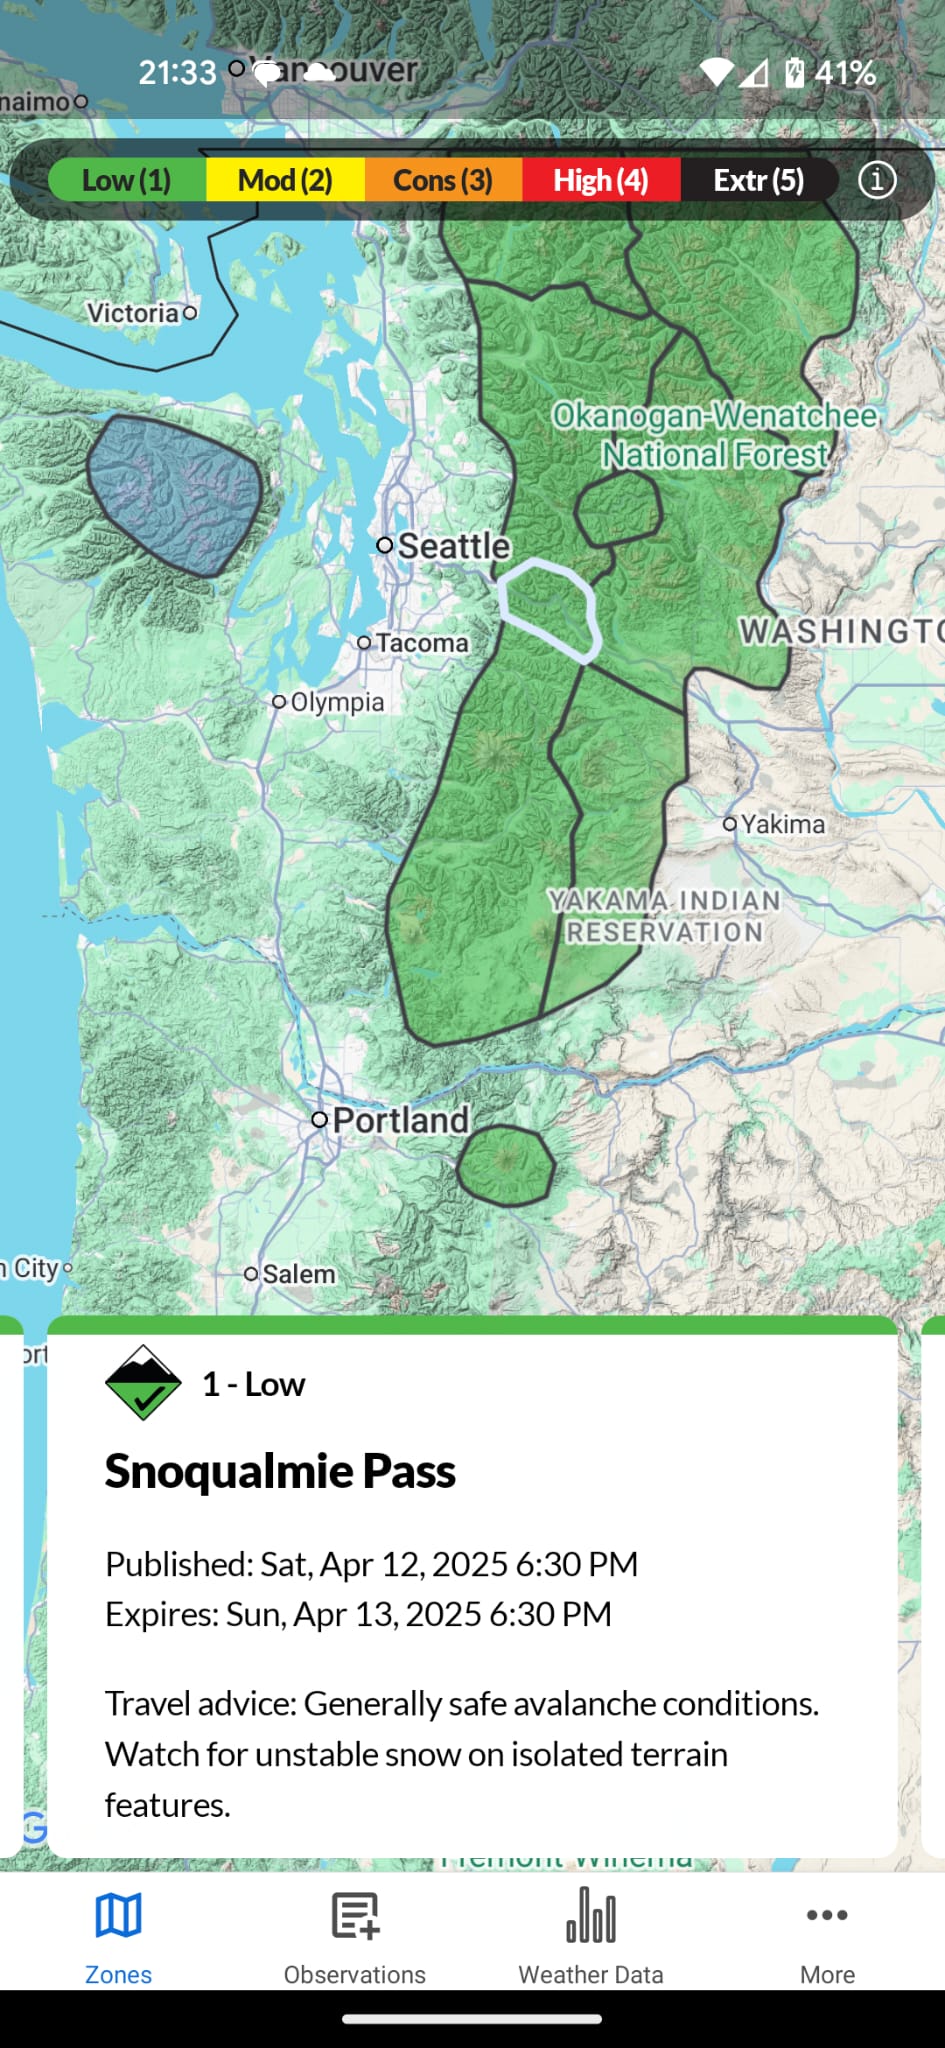 21:33
Vancouver
41%
naimo
Low (1)
Mod (2)
Cons (3)
High (4)
Extr (5)
Victoria
Okanogan-Wenatchee
National Forest
Seattle
WASHINGTO
Tacoma
Olympia
Yakima
YAKAMA INDIAN
RESERVATION
Portland
n City
Salem
ort
1 - Low
Snoqualmie Pass
Published: Sat, Apr 12, 2025 6:30 PM
Expires: Sun, Apr 13, 2025 6:30 PM
Travel advice: Generally safe avalanche conditions.
Watch for unstable snow on isolated terrain
features.
G
Fremont-Winema
Zones
Observations
Weather Data
More